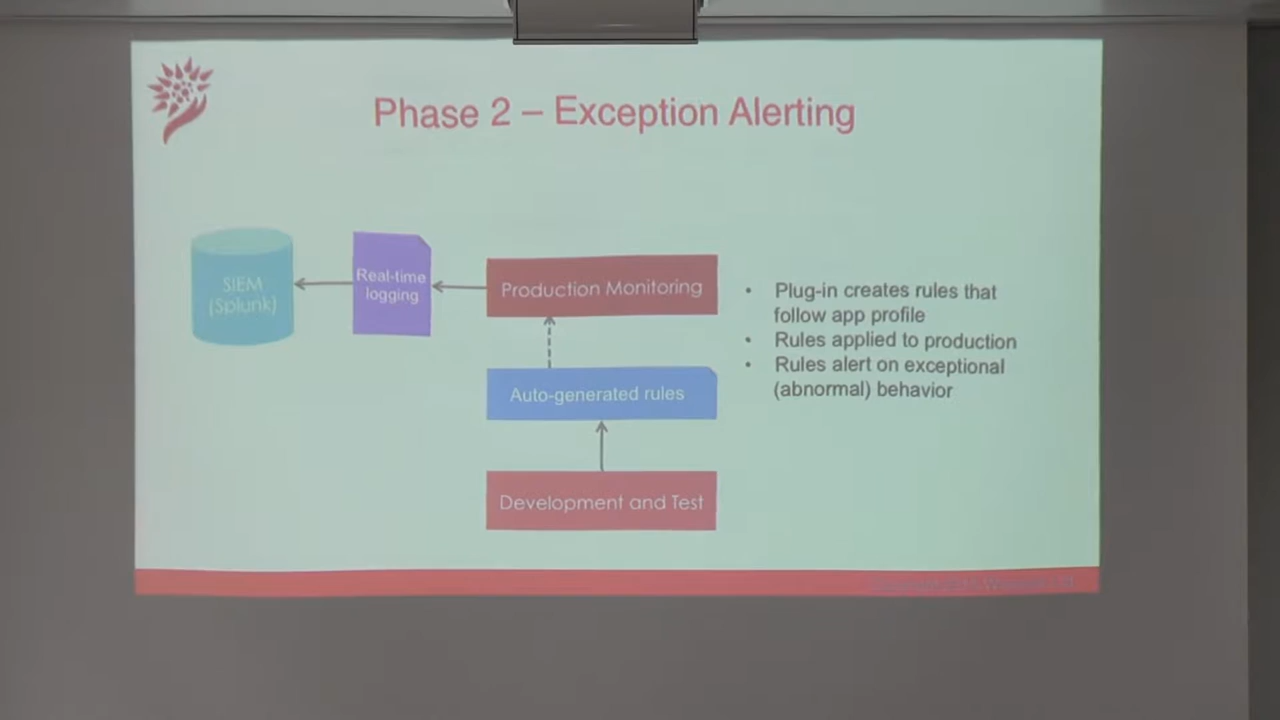 Phase 2 – Exception Alerting
SIEM
(Splunk)
Real-time
logging
Production Monitoring
Auto-generated rules
Development and Test
• Plug-in creates rules that
follow app profile
• Rules applied to production
• Rules alert on exceptional
(abnormal) behavior